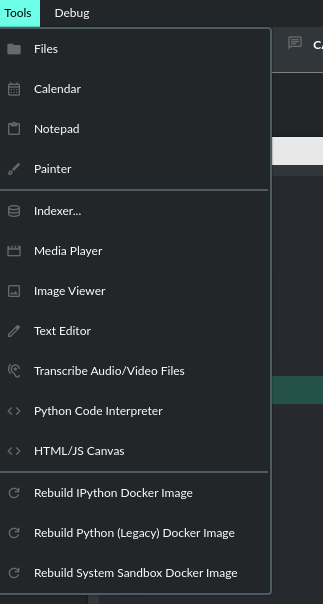 Tools Debug
Files
Calendar
Notepad
Painter
Indexer...
Media Player
Image Viewer
Text Editor
Transcribe Audio/Video Files
Python Code Interpreter
HTML/JS Canvas
Rebuild IPython Docker Image
Rebuild Python (Legacy) Docker Image
Rebuild System Sandbox Docker Image